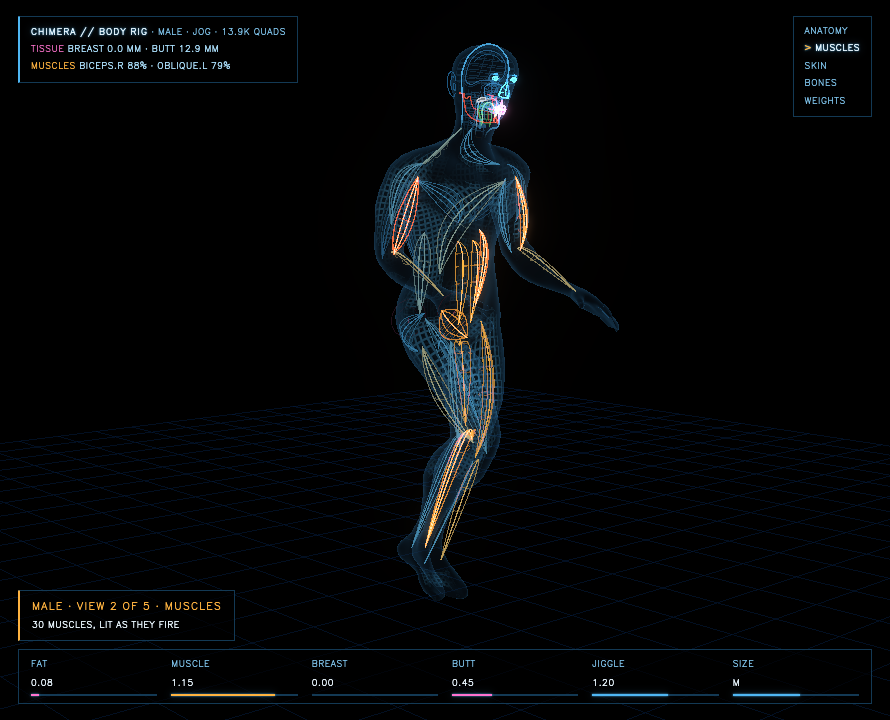 CHIMERA // BODY RIG · MALE · JOG · 13.9K QUADS
TISSUE BREAST 0.0 MM · BUTT 12.9 MM
MUSCLES BICEPS.R 88% · OBLIQUE.L 79%
ANATOMY
> MUSCLES
SKIN
BONES
WEIGHTS
MALE · VIEW 2 OF 5 · MUSCLES
30 MUSCLES, LIT AS THEY FIRE
FAT MUSCLE BREAST BUTT JIGGLE SIZE
0.08 1.15 0.00 0.45 1.20 M